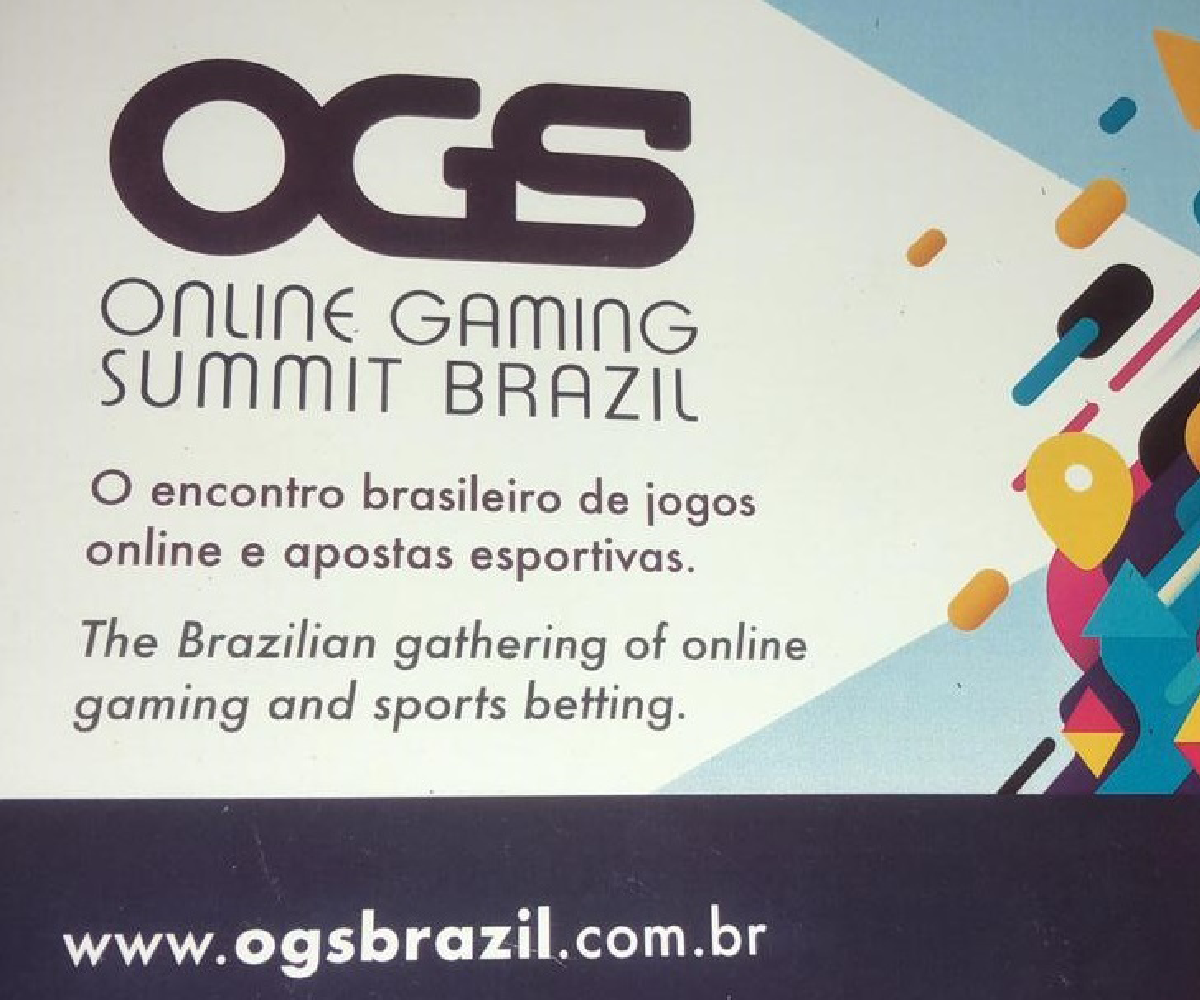 OGS
ONLINE GAMING
SUMMIT BRAZIL
O encontro brasileiro de jogos
online e apostas esportivas.
The Brazilian gathering of online
gaming and sports betting.
www.ogsbrazil.com.br